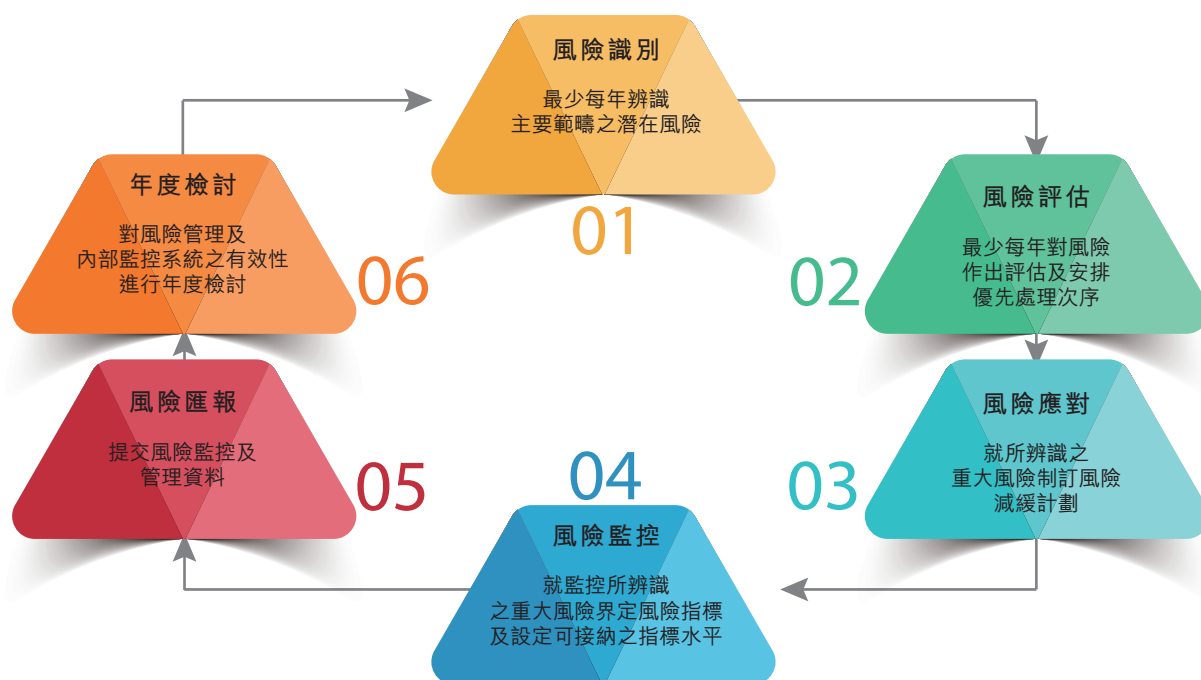 風險識別
最少每年辨識
主要範疇之潛在風險
01
風險評估
最少每年對風險
作出評估及安排
優先處理次序
02
風險應對
就所辨識之
重大風險制訂風險
減緩計劃
03
04
風險監控
就監控所辨識
之重大風險界定風險指標
及設定可接納之指標水平
風險匯報
提交風險監控及
管理資料
05
年度檢討
對風險管理及
內部監控系統之有效性
進行年度檢討
06